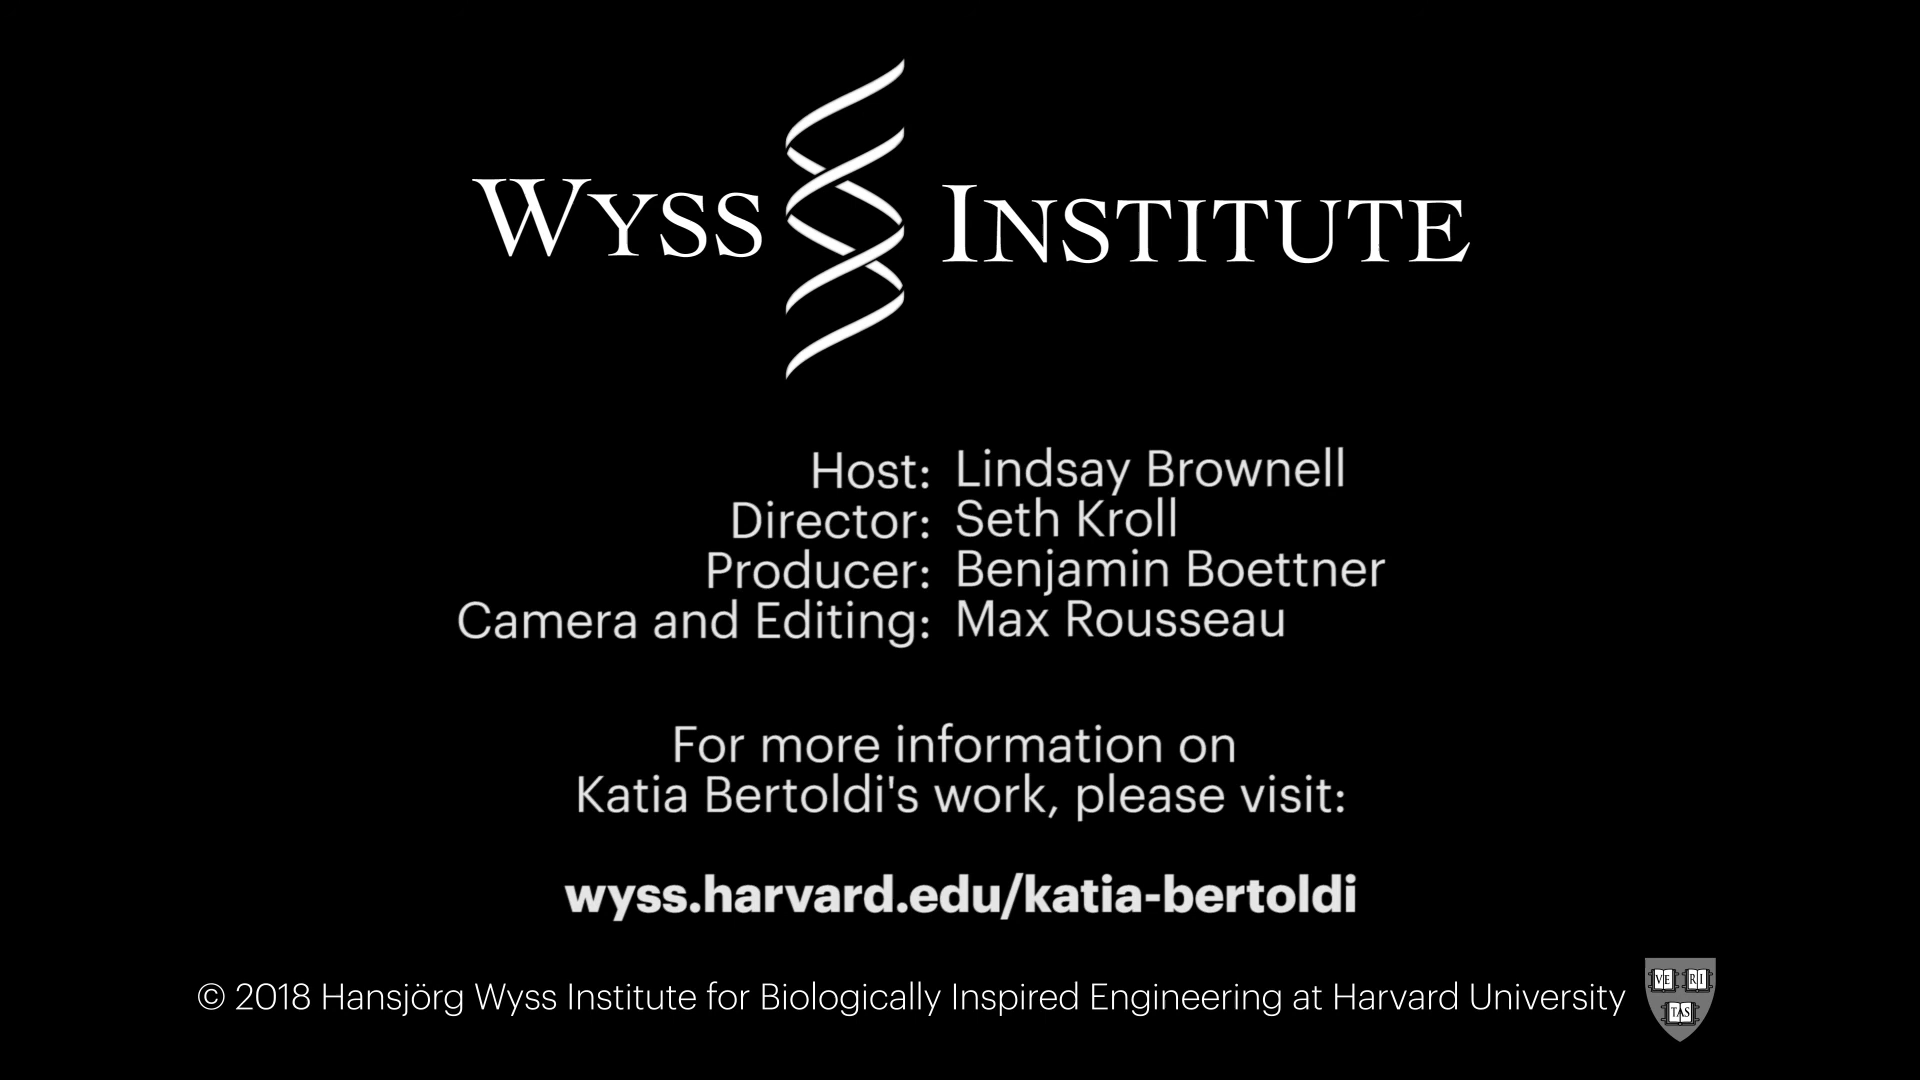 WYSS INSTITUTE
Host: Lindsay Brownell
Director: Seth Kroll
Producer: Benjamin Boettner
Camera and Editing: Max Rousseau
For more information on
Katia Bertoldi's work, please visit:
wyss.harvard.edu/katia-bertoldi
© 2018 Hansjörg Wyss Institute for Biologically Inspired Engineering at Harvard University
VE RI
TAS